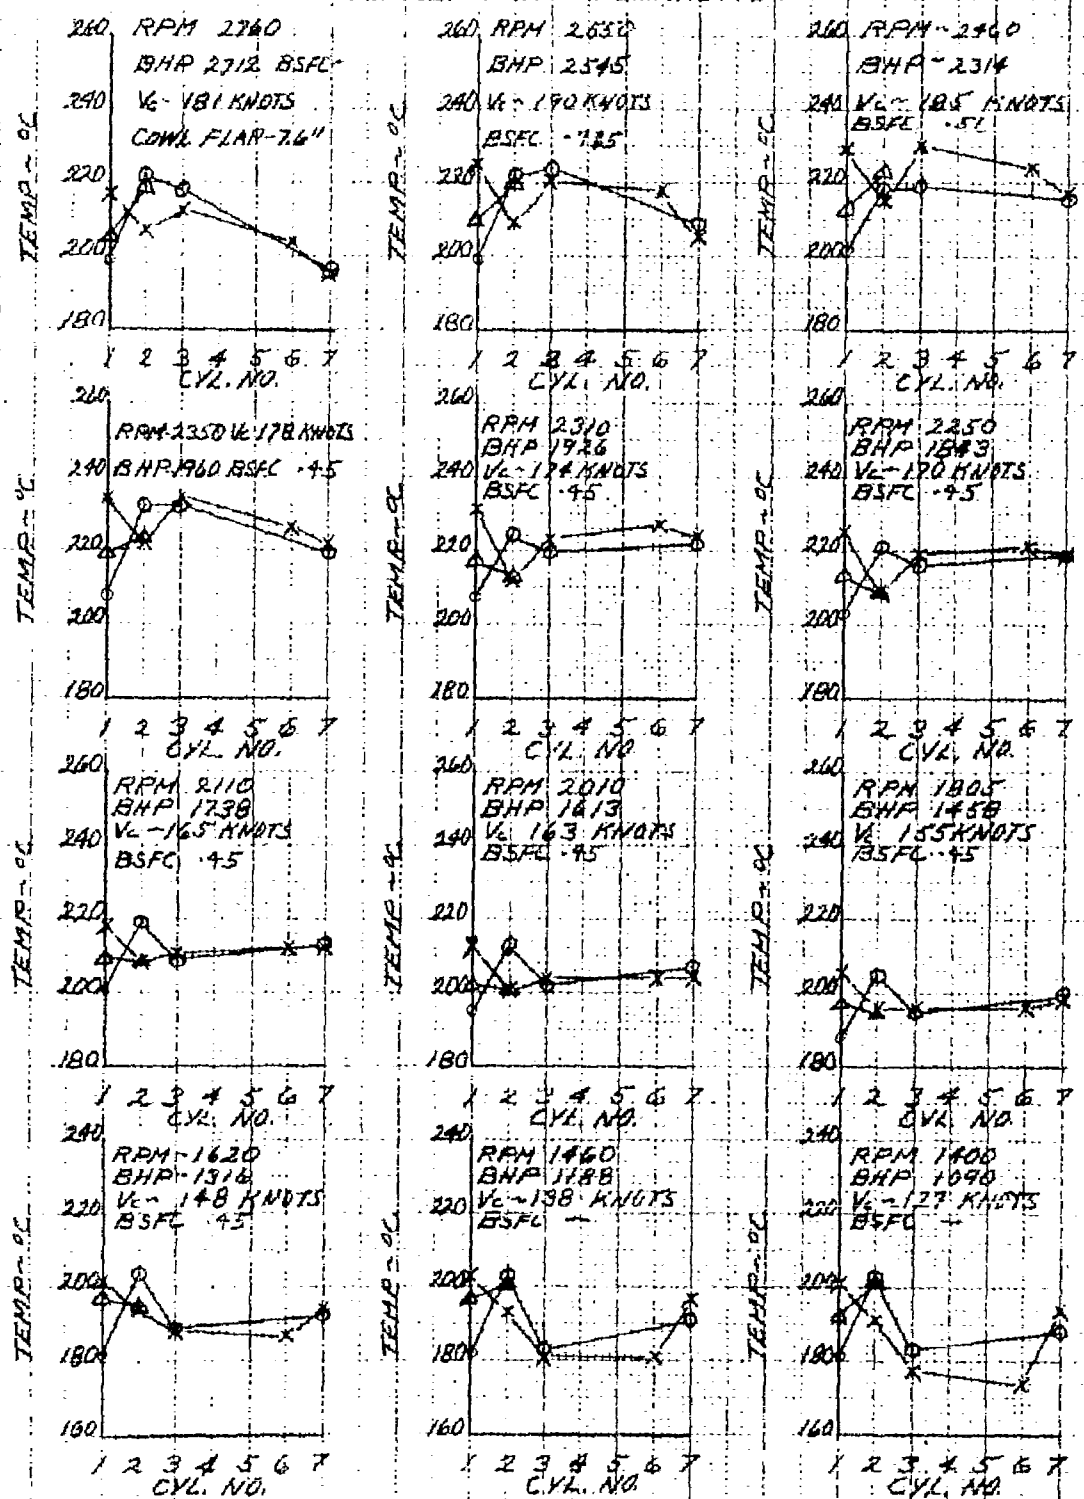 260 RPM 2760
BHP 2712 BSFC-
240 Vc-181 KNOTS
COWL FLAP-7.6"
220
200
180
TEMP~°C
1 2 3 4 5 6 7
CYL. NO.
260 RPM 2650
BHP 2545
240 Vc~190 KNOTS
BSFC
220
200
180
TEMP~°C
1 2 3 4 5 6 7
CYL. NO.
260 RPM~2460
BHP~2314
240 Vc~185 KNOTS
BSFC
220
200
180
TEMP~°C
1 2 3 4 5 6 7
CYL. NO.
260
RPM-2350 Vc 178 KNOTS
240 BHP 1960 BSFC .45
220
200
180
TEMP~°C
1 2 3 4 5 6 7
CYL. NO.
260
RPM 2310
BHP 1926
240 Vc~174 KNOTS
BSFC .45
220
200
180
TEMP~°C
1 2 3 4 5 6 7
CYL. NO.
260
RPM 2250
BHP 1843
240 Vc~170 KNOTS
BSFC .45
220
200
180
TEMP~°C
1 2 3 4 5 6 7
CYL. NO.
260
RPM 2110
BHP 1738
Vc~165 KNOTS
240
BSFC .45
220
200
180
TEMP~°C
1 2 3 4 5 6 7
CYL. NO.
260
RPM 2010
BHP 1613
Vc 163 KNOTS
240
BSFC .45
220
200
180
TEMP~°C
1 2 3 4 5 6 7
CYL. NO.
260
RPM 1805
BHP 1458
Vc 155 KNOTS
240
BSFC .45
220
200
180
TEMP~°C
1 2 3 4 5 6 7
CYL. NO.
240
RPM~1620
BHP~1316
Vc~148 KNOTS
220
BSFC .45
200
180
160
TEMP~°C
1 2 3 4 5 6 7
CYL. NO.
240
RPM 1460
BHP 1188
Vc~138 KNOTS
220
BSFC —
200
180
160
TEMP~°C
1 2 3 4 5 6 7
CYL. NO.
240
RPM 1400
BHP 1090
Vc~127 KNOTS
220
BSFC —
200
180
160
TEMP~°C
1 2 3 4 5 6 7
CYL. NO.